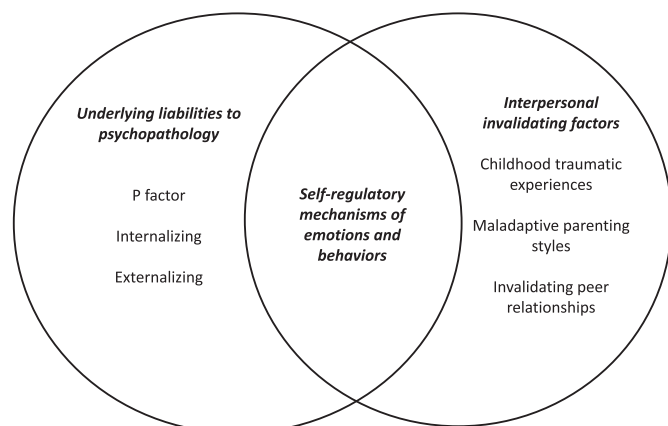 Underlying liabilities to
psychopathology
P factor
Internalizing
Externalizing
Self-regulatory
mechanisms of
emotions and
behaviors
Interpersonal
invalidating factors
Childhood traumatic
experiences
Maladaptive parenting
styles
Invalidating peer
relationships